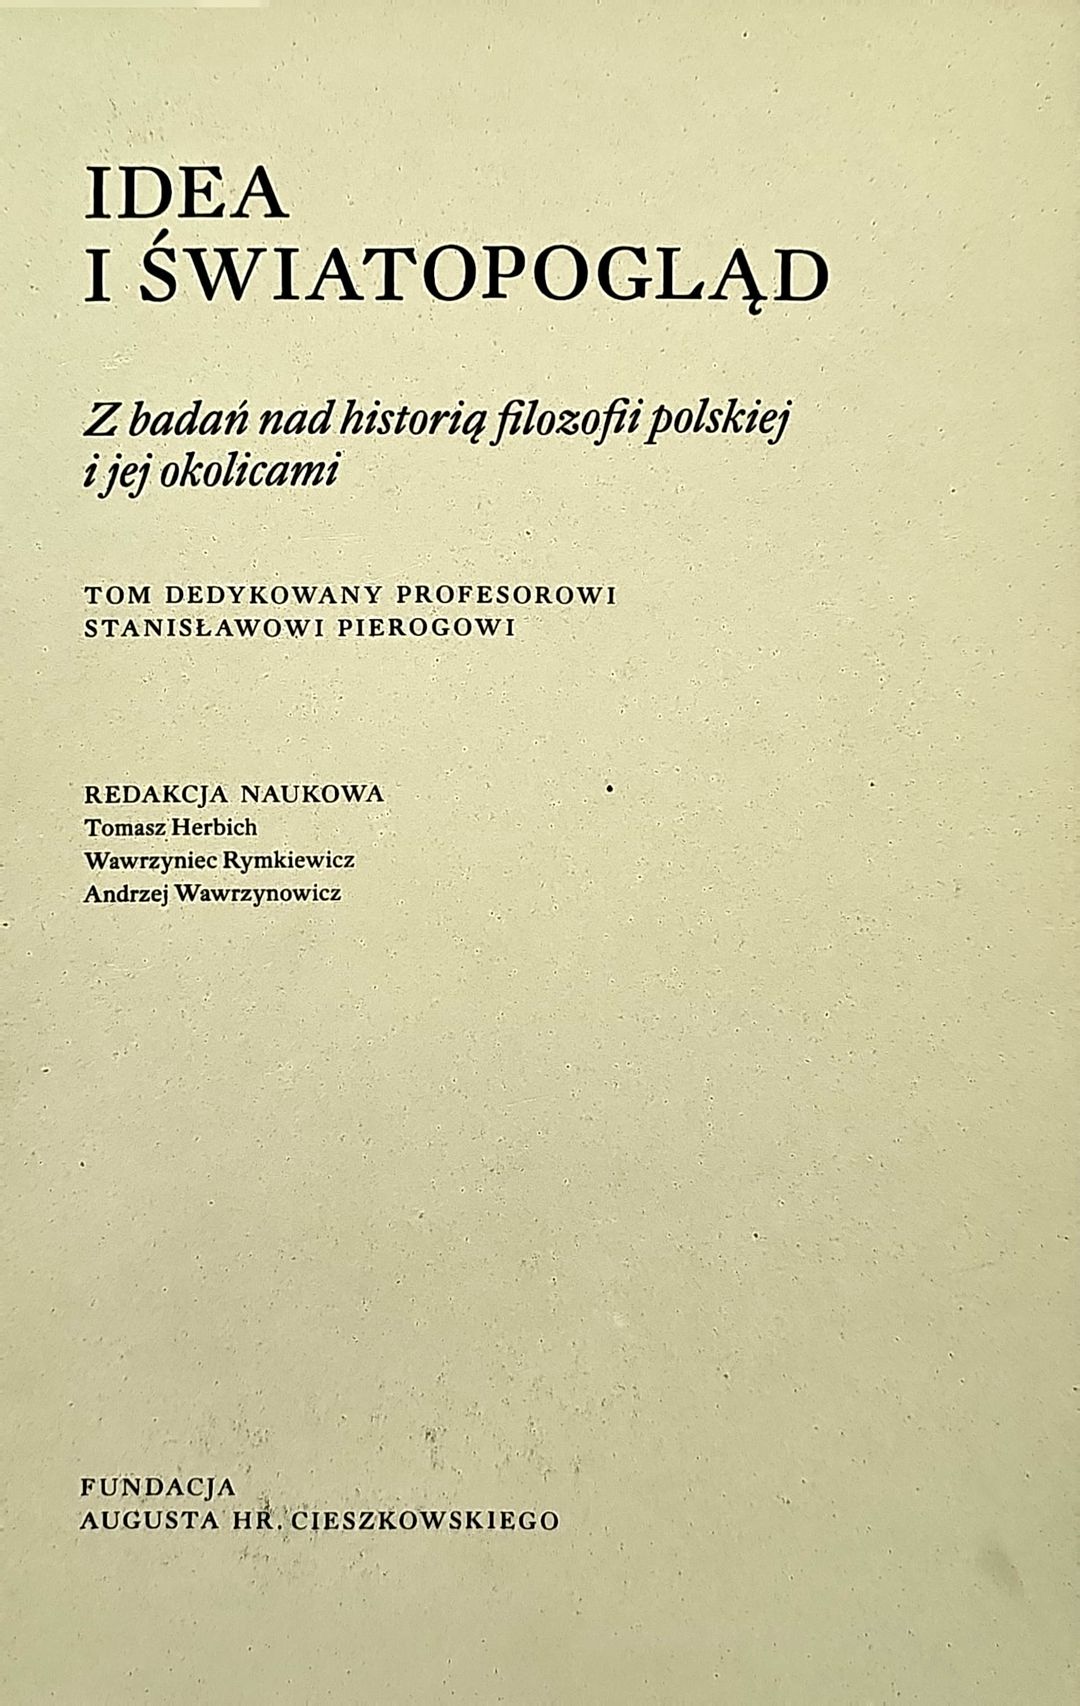 IDEA
I ŚWIATOPOGLĄD
Z badań nad historią filozofii polskiej
i jej okolicami
TOM DEDYKOWANY PROFESOROWI
STANISŁAWOWI PIEROGOWI
REDAKCJA NAUKOWA
Tomasz Herbich
Wawrzyniec Rymkiewicz
Andrzej Wawrzynowicz
FUNDACJA
AUGUSTA HR. CIESZKOWSKIEGO